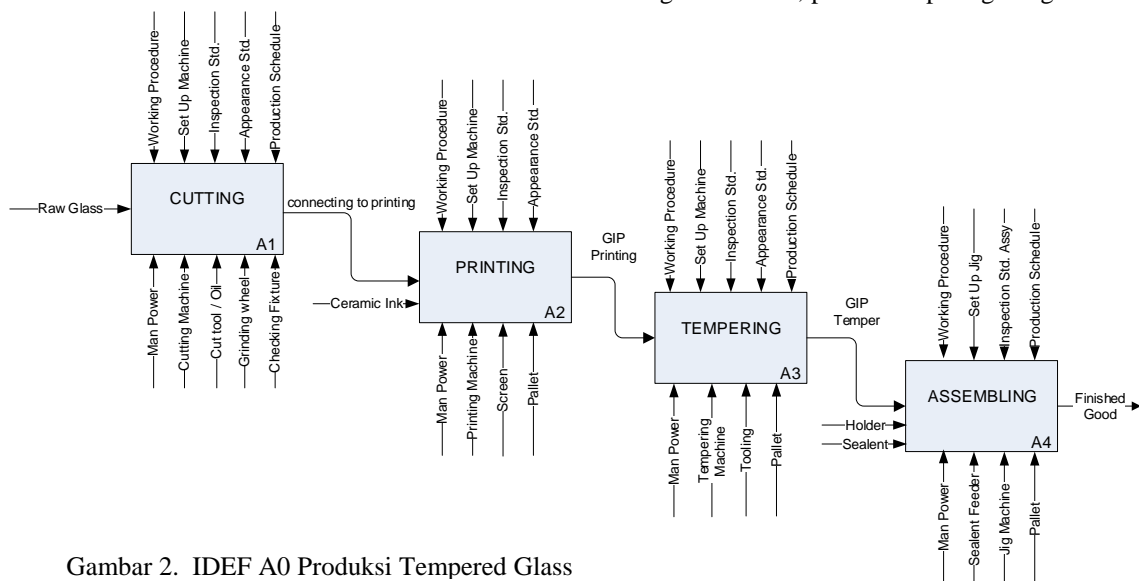 Working Procedure
Set Up Machine
Inspection Std.
Appearance Std.
Production Schedule
Raw Glass
CUTTING
A1
connecting to printing
Man Power
Cutting Machine
Cut tool / Oil
Grinding wheel
Checking Fixture
Working Procedure
Set Up Machine
Inspection Std.
Appearance Std.
PRINTING
A2
Ceramic Ink
GIP
Printing
Man Power
Printing Machine
Screen
Pallet
Working Procedure
Set Up Machine
Inspection Std.
Appearance Std.
Production Schedule
TEMPERING
A3
GIP
Temper
Man Power
Tempering
Machine
Tooling
Pallet
Working Procedure
Set Up Jig
Inspection Std. Assy
Production Schedule
ASSEMBLING
A4
Holder
Sealent
Finished
Good
Man Power
Sealent Feeder
Jig Machine
Pallet
Gambar 2. IDEF A0 Produksi Tempered Glass